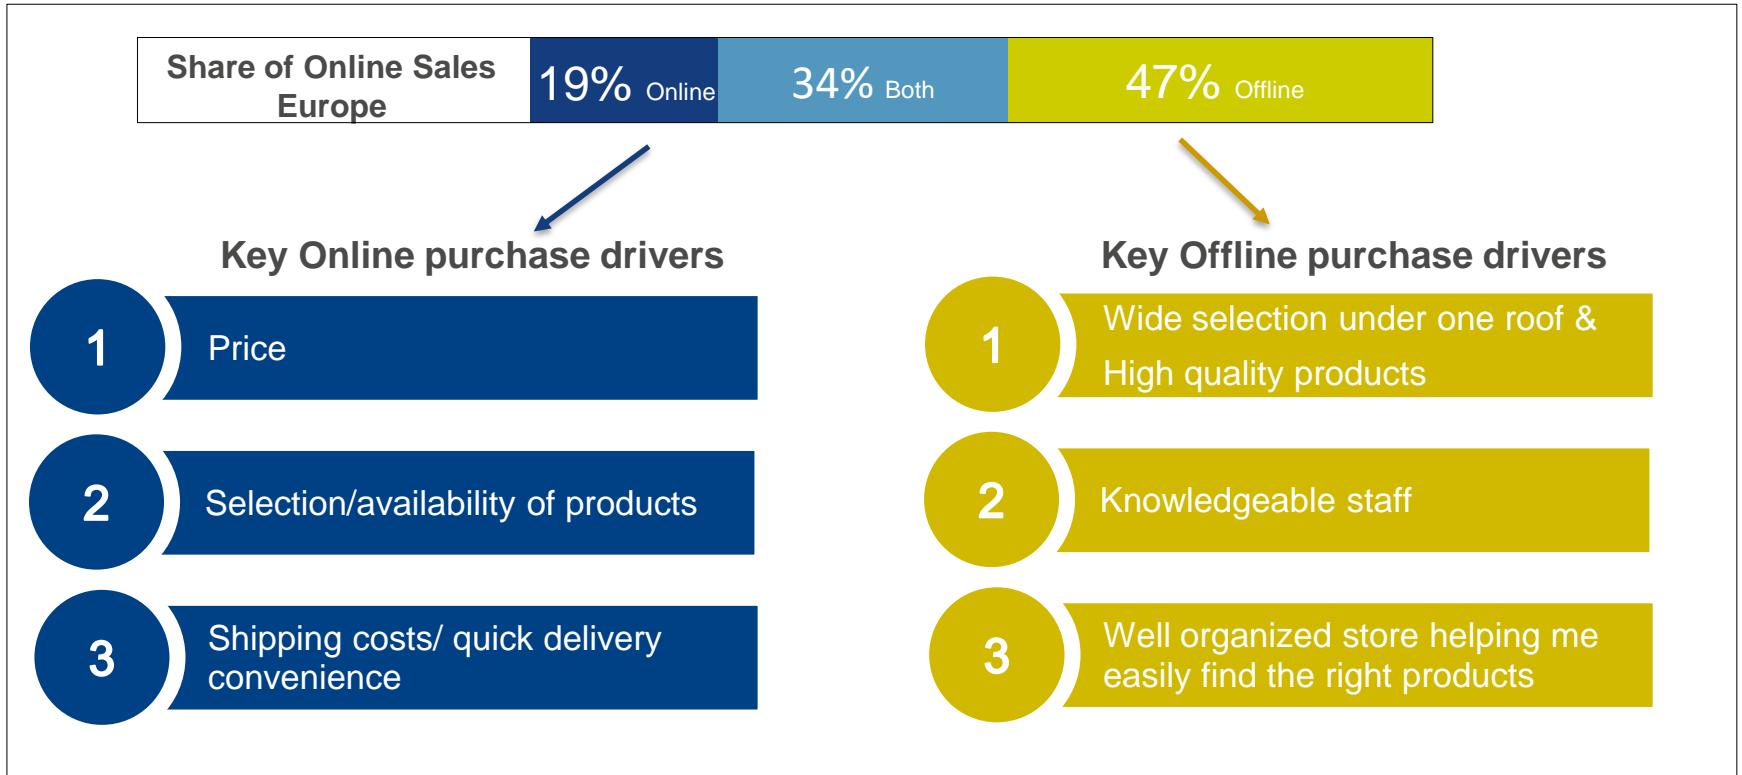 Share of Online Sales
Europe
19% Online
34% Both
47% Offline
Key Online purchase drivers
1
Price
2
Selection/availability of products
3
Shipping costs/ quick delivery
convenience
Key Offline purchase drivers
1
Wide selection under one roof &
High quality products
2
Knowledgeable staff
3
Well organized store helping me
easily find the right products